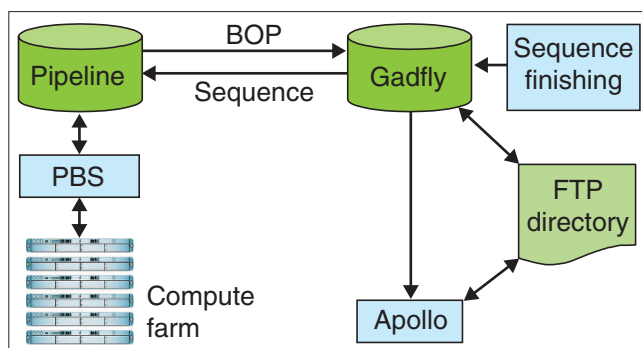 BOP
Pipeline
Sequence
Gadfly
Sequence
finishing
PBS
FTP
directory
Compute
farm
Apollo